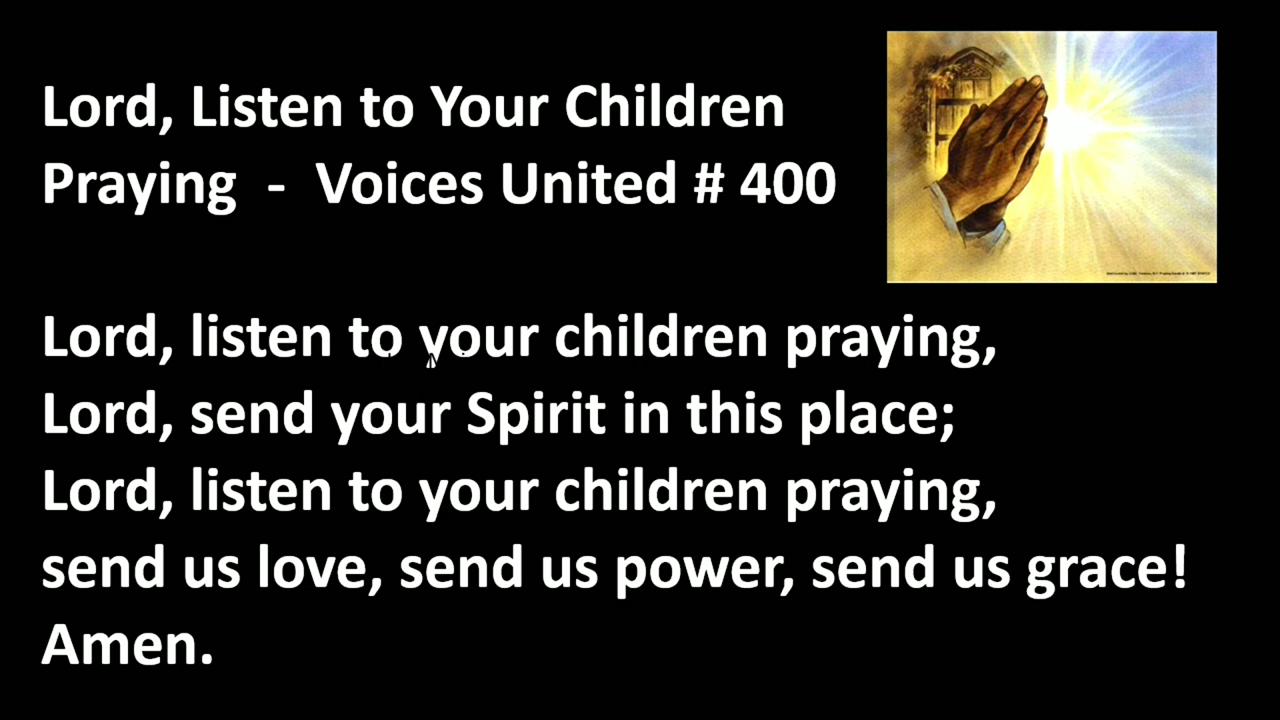 Lord, Listen to Your Children
Praying - Voices United # 400
Lord, listen to your children praying,
Lord, send your Spirit in this place;
Lord, listen to your children praying,
send us love, send us power, send us grace!
Amen.